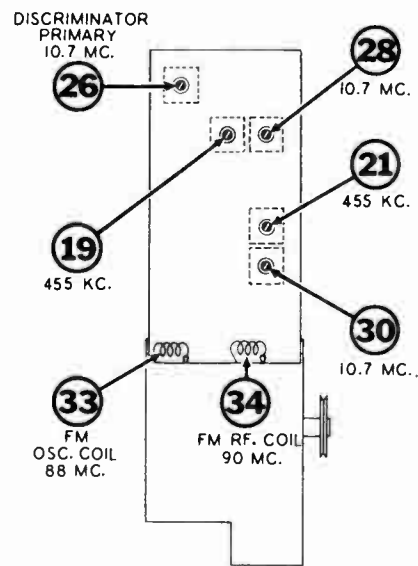 DISCRIMINATOR
PRIMARY
10.7 MC.
26
28
10.7 MC.
21
455 KC.
19
455 KC.
30
10.7 MC.
33
FM
OSC. COIL
88 MC.
34
FM RF. COIL
90 MC.